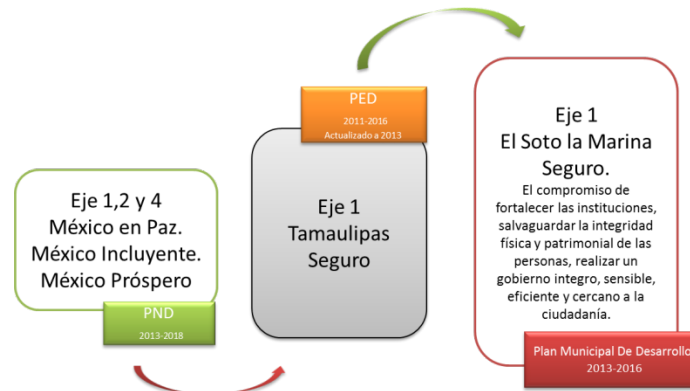 Eje 1,2 y 4
México en Paz.
México Incluyente.
México Próspero
PND
2013-2018
PED
2011-2016
Actualizado a 2013
Eje 1
Tamaulipas
Seguro
Eje 1
El Soto la Marina
Seguro.
El compromiso de
fortalecer las instituciones,
salvaguardar la integridad
física y patrimonial de las
personas, realizar un
gobierno integro, sensible,
eficiente y cercano a la
ciudadanía.
Plan Municipal De Desarrollo
2013-2016